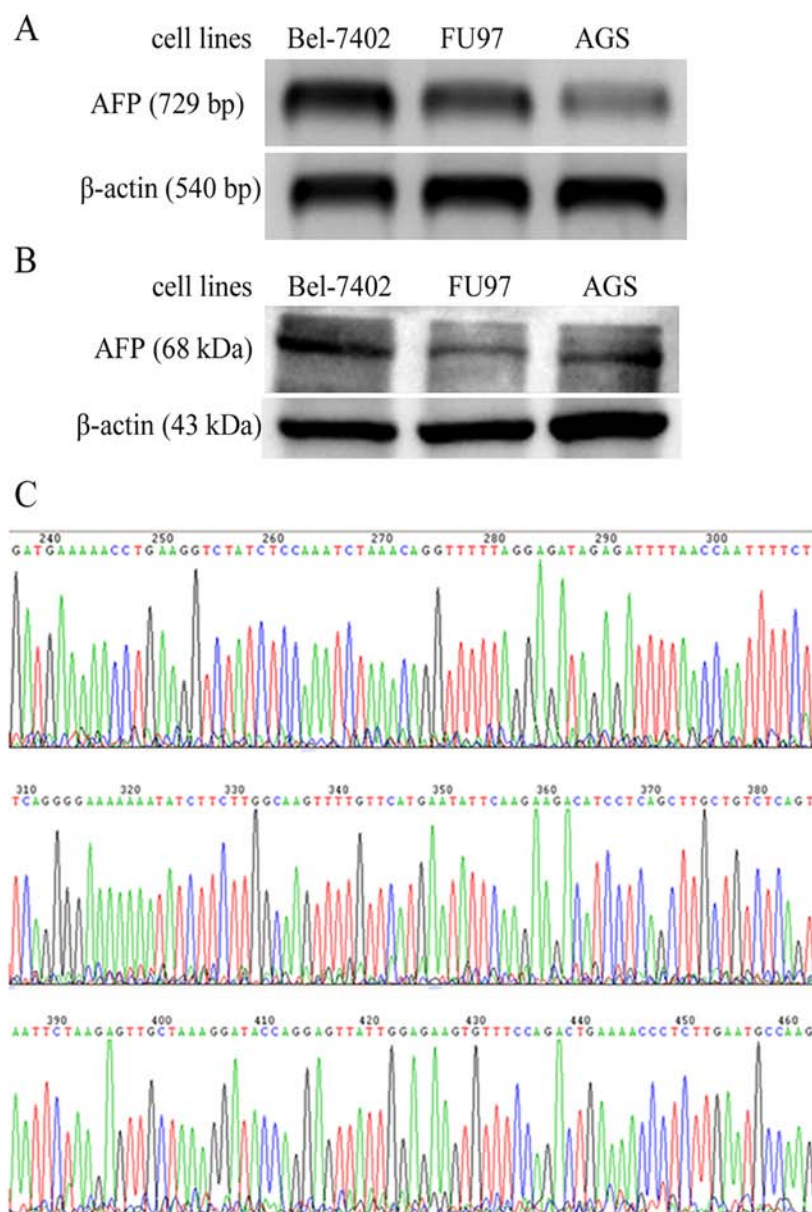 A
cell lines Bel-7402 FU97 AGS
AFP (729 bp)
β-actin (540 bp)
B
cell lines Bel-7402 FU97 AGS
AFP (68 kDa)
β-actin (43 kDa)
C
240 250 260 270 280 290 300
GATGAAAAACCTGAAGGTCTATCTCCAAATCTAAACAGGTTTTTAGGAGATAGAGATTTTAACCAATTTTCT
310 320 330 340 350 360 370 380
TCAGGGGAAAAAAATATCTTCTTGGCAAGTTTTGTTCATGAATATTCAAGAAGACATCCTCAGCTTGCTGTCTCAGT
390 400 410 420 430 440 450 460
AATTCTAAGAGTTGCTAAAGGATACCAGGAGTTATTGGAGAAGTGTTTCCAGACTGAAAACCCTCTTGAATGCCAAG